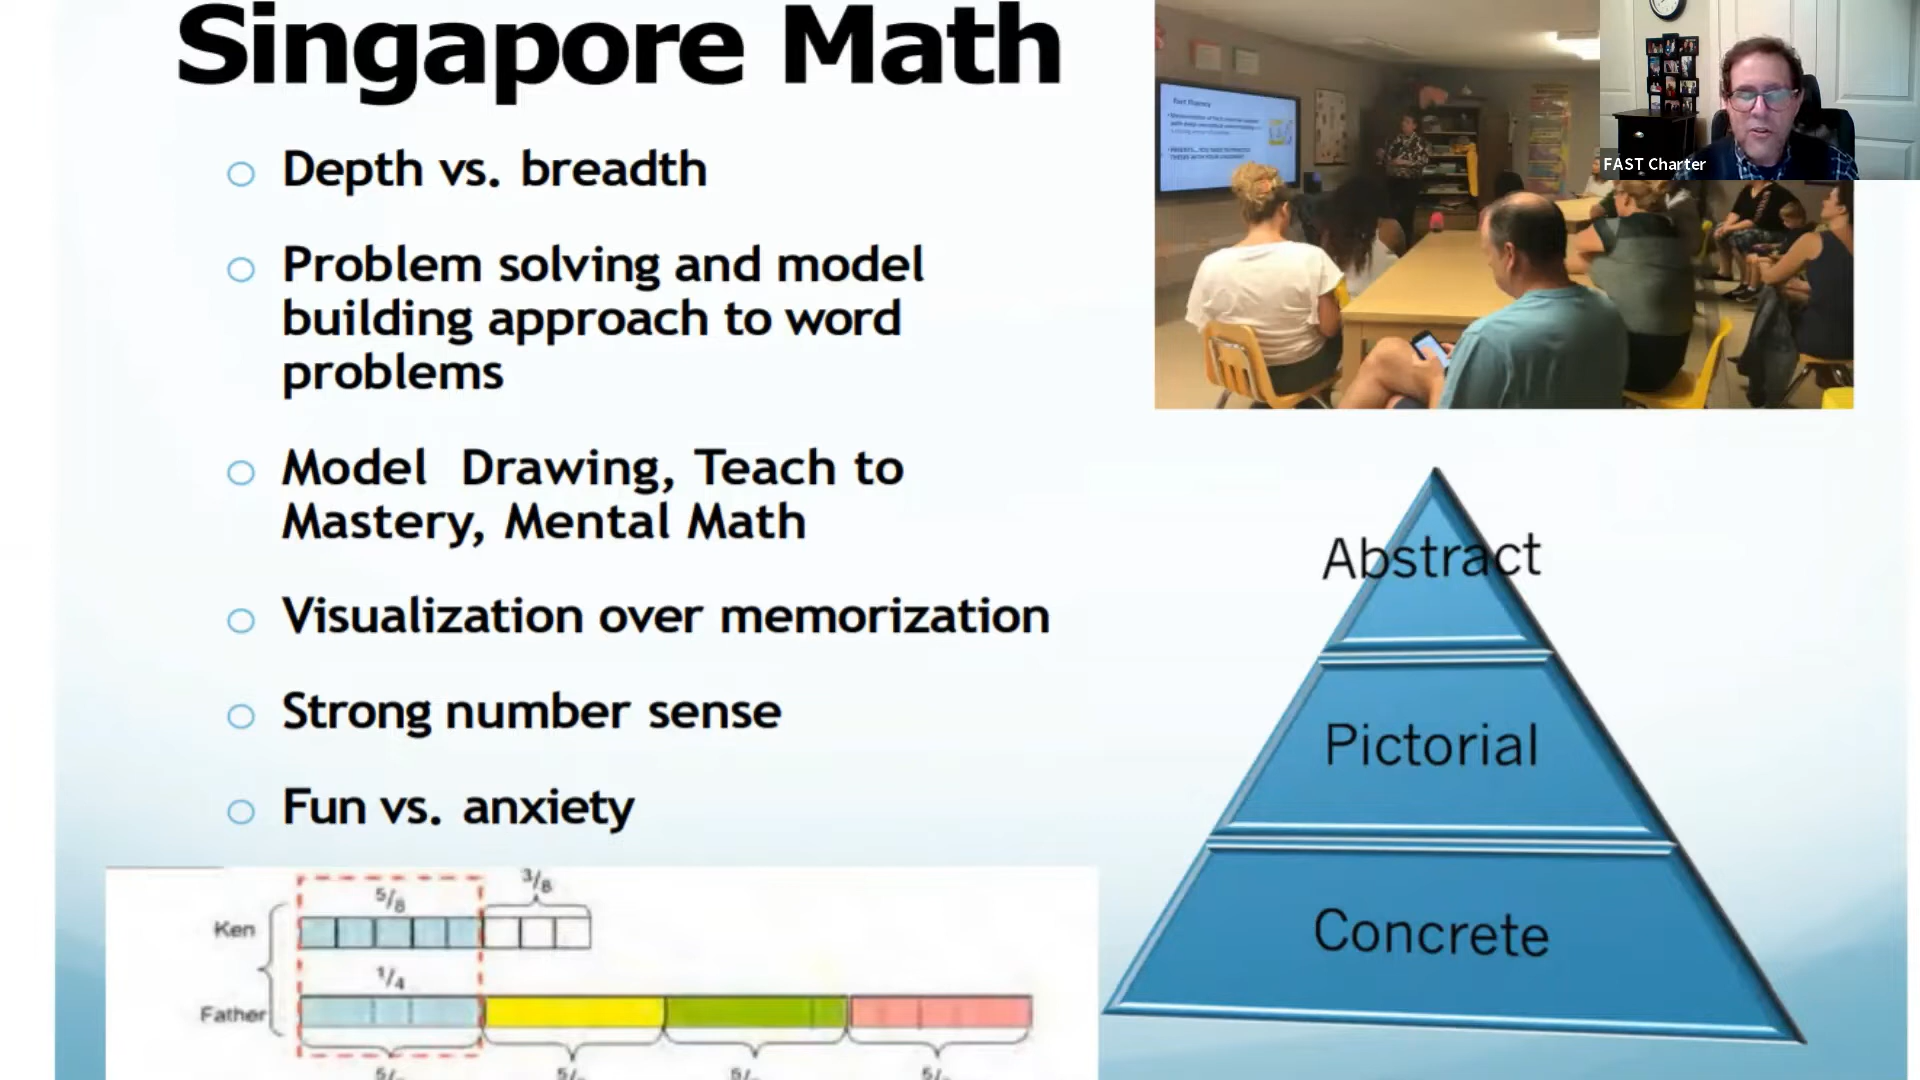 Singapore Math
Depth vs. breadth
Problem solving and model
building approach to word
problems
Model Drawing, Teach to
Mastery, Mental Math
Visualization over memorization
Strong number sense
Fun vs. anxiety
FAST Charter
Fact Fluency
Abstract
Pictorial
Concrete
5/8
3/8
Ken
1/4
Father